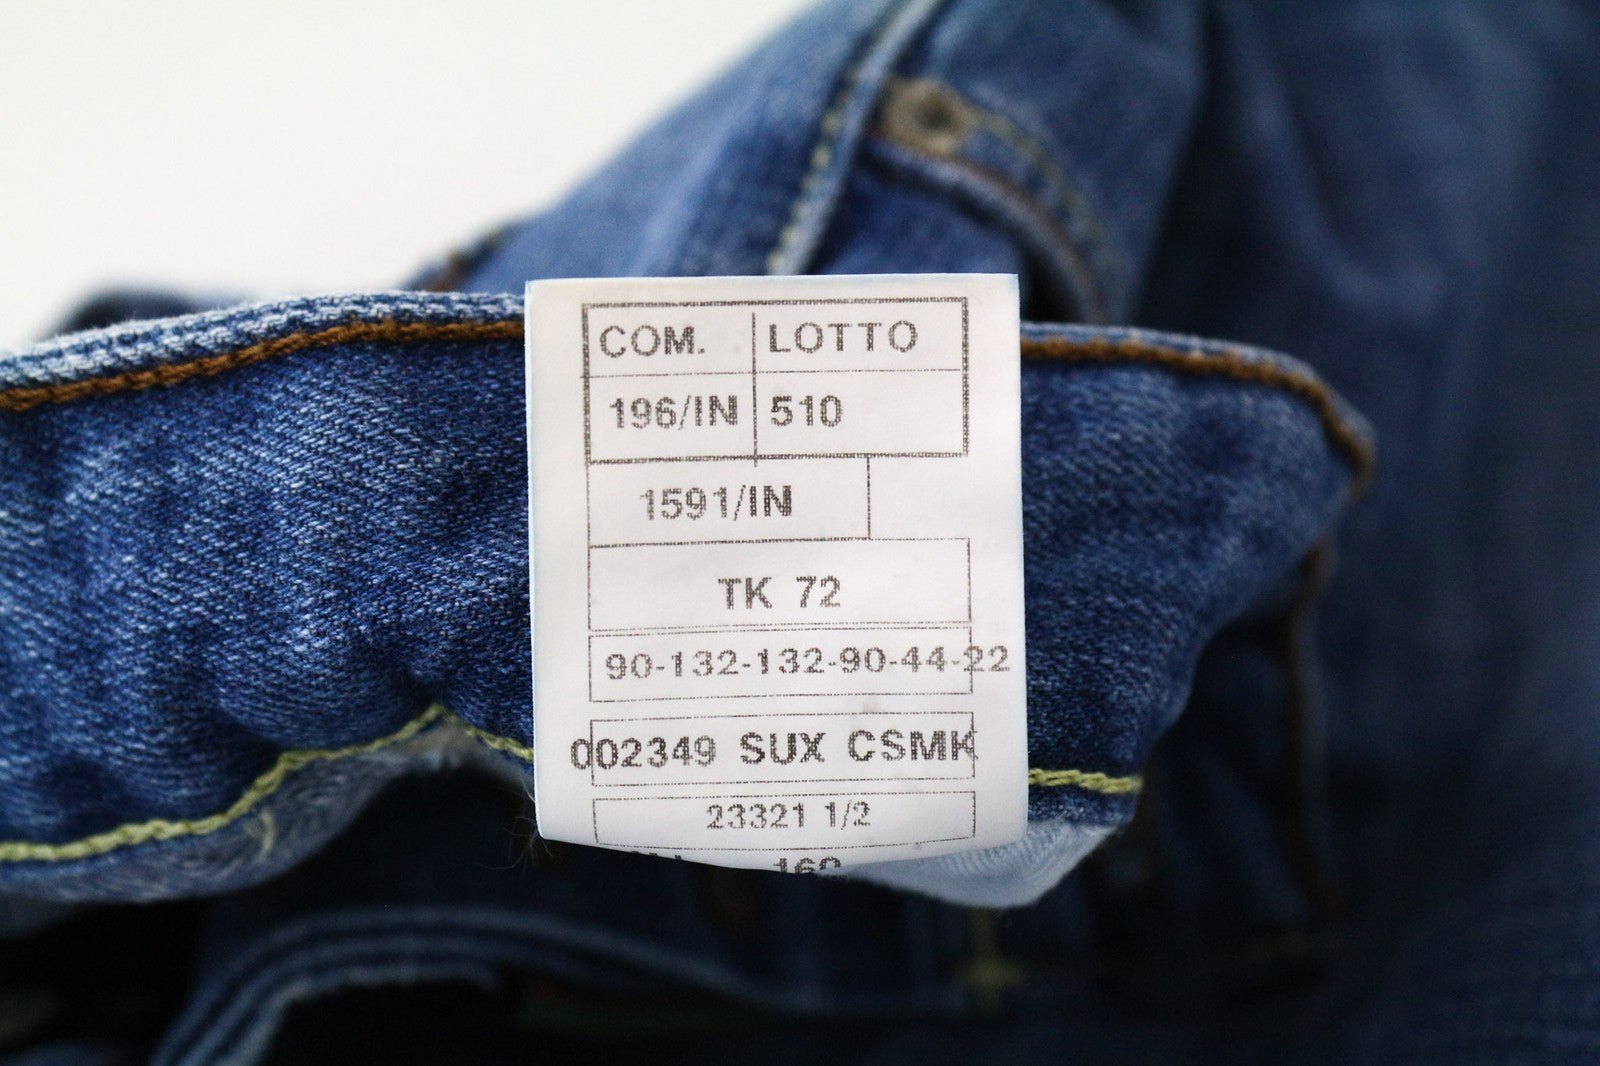 COM. LOTTO
196/IN 510
1591/IN
TK 72
90-132-132-90-44-22
002349 SUX CSMK
23321 1/2